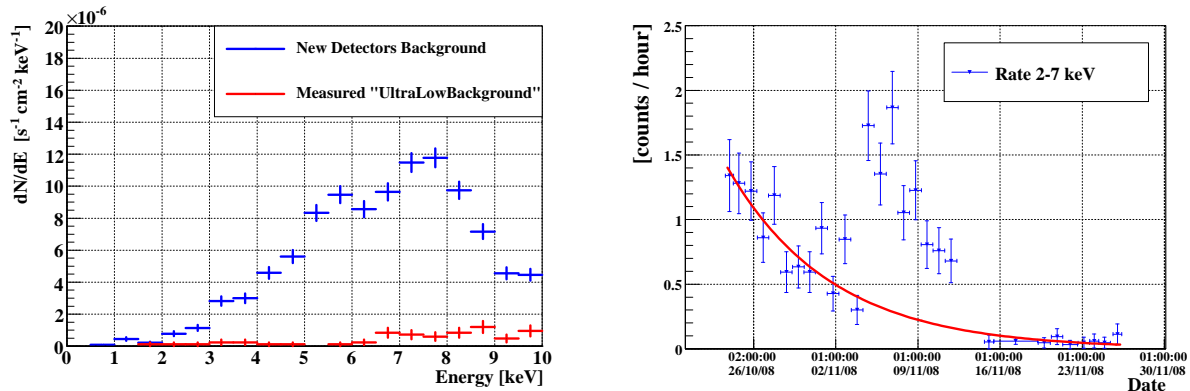 ×10⁻⁶
20
18
16
14
12
10
8
6
4
2
0
dN/dE [s⁻¹ cm⁻² keV⁻¹]
New Detectors Background
Measured "UltraLowBackground"
0 1 2 3 4 5 6 7 8 9 10
Energy [keV]
[counts / hour]
2.5
2
1.5
1
0.5
0
Rate 2-7 keV
02:00:00 01:00:00 01:00:00 01:00:00 01:00:00 01:00:00
26/10/08 02/11/08 09/11/08 16/11/08 23/11/08 30/11/08
Date